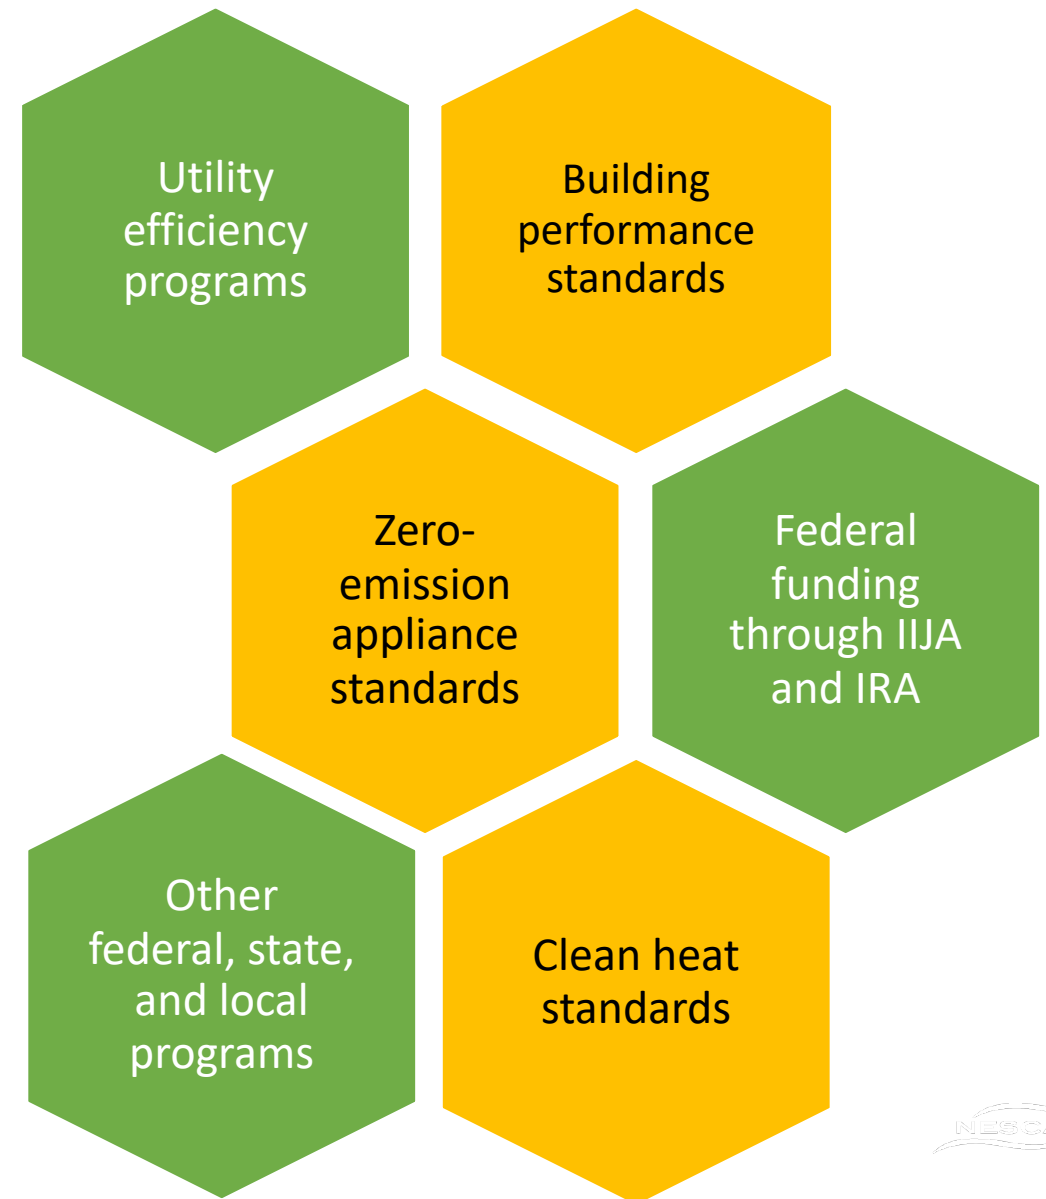 Utility
efficiency
programs
Building
performance
standards
Zero-
emission
appliance
standards
Federal
funding
through IIJA
and IRA
Other
federal, state,
and local
programs
Clean heat
standards